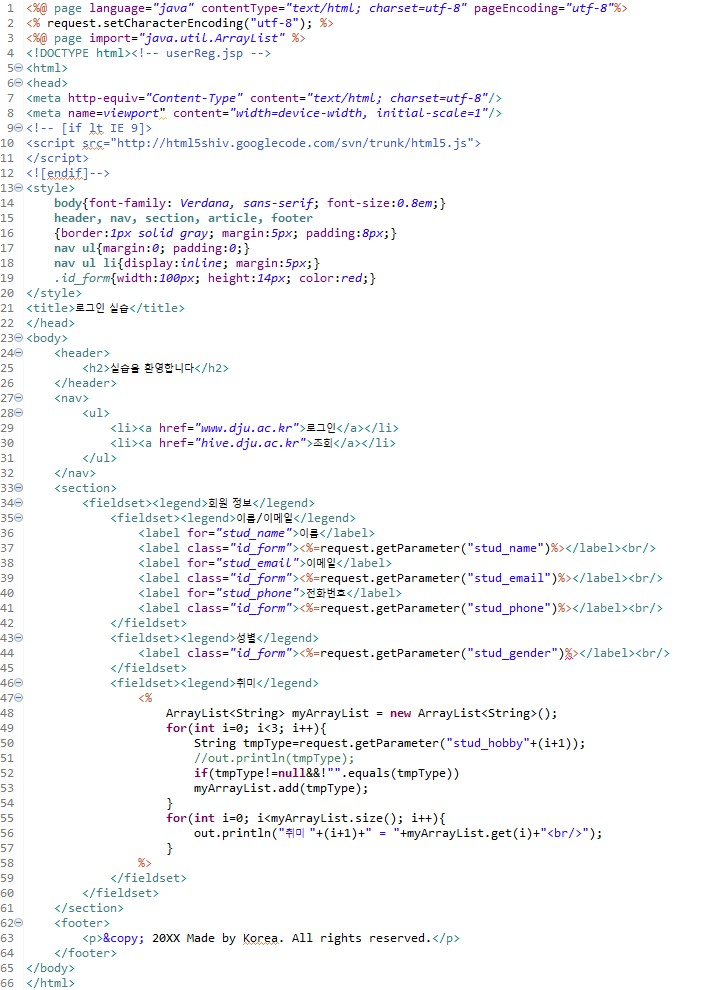 1 <%@ page language="java" contentType="text/html; charset=utf-8" pageEncoding="utf-8"%>
2 <% request.setCharacterEncoding("utf-8"); %>
3 <%@ page import="java.util.ArrayList" %>
4 <!DOCTYPE html><!-- userReg.jsp -->
5 <html>
6 <head>
7 <meta http-equiv="Content-Type" content="text/html; charset=utf-8"/>
8 <meta name=viewport" content="width=device-width, initial-scale=1"/>
9 <!-- [if lt IE 9]>
10 <script src="http://html5shiv.googlecode.com/svn/trunk/html5.js">
11 </script>
12 <![endif]-->
13 <style>
14 body{font-family: Verdana, sans-serif; font-size:0.8em;}
15 header, nav, section, article, footer
16 {border:1px solid gray; margin:5px; padding:8px;}
17 nav ul{margin:0; padding:0;}
18 nav ul li{display:inline; margin:5px;}
19 .id_form{width:100px; height:14px; color:red;}
20 </style>
21 <title>로그인 실습</title>
22 </head>
23 <body>
24 <header>
25 <h2>실습을 환영합니다</h2>
26 </header>
27 <nav>
28 <ul>
29 <li><a href="www.dju.ac.kr">로그인</a></li>
30 <li><a href="hive.dju.ac.kr">조회</a></li>
31 </ul>
32 </nav>
33 <section>
34 <fieldset><legend>회원 정보</legend>
35 <fieldset><legend>이름/이메일</legend>
36 <label for="stud_name">이름</label>
37 <label class="id_form"><%=request.getParameter("stud_name")%></label><br/>
38 <label for="stud_email">이메일</label>
39 <label class="id_form"><%=request.getParameter("stud_email")%></label><br/>
40 <label for="stud_phone">전화번호</label>
41 <label class="id_form"><%=request.getParameter("stud_phone")%></label><br/>
42 </fieldset>
43 <fieldset><legend>성별</legend>
44 <label class="id_form"><%=request.getParameter("stud_gender")%></label><br/>
45 </fieldset>
46 <fieldset><legend>취미</legend>
47 <%
48 ArrayList<String> myArrayList = new ArrayList<String>();
49 for(int i=0; i<3; i++){
50 String tmpType=request.getParameter("stud_hobby"+(i+1));
51 //out.println(tmpType);
52 if(tmpType!=null&&!"".equals(tmpType))
53 myArrayList.add(tmpType);
54 }
55 for(int i=0; i<myArrayList.size(); i++){
56 out.println("취미 "+(i+1)+" = "+myArrayList.get(i)+"<br/>");
57 }
58 %>
59 </fieldset>
60 </fieldset>
61 </section>
62 <footer>
63 <p>&copy; 20XX Made by Korea. All rights reserved.</p>
64 </footer>
65 </body>
66 </html>